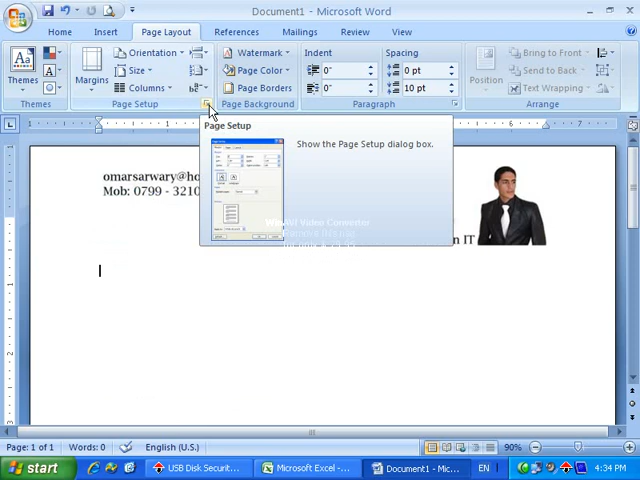 Document1 - Microsoft Word
Home Insert Page Layout References Mailings Review View
Themes
Margins
Orientation
Size
Columns
Watermark
Page Color
Page Borders
Indent
0"
0"
Spacing
0 pt
10 pt
Position
Bring to Front
Send to Back
Text Wrapping
Themes Page Setup Page Background Paragraph Arrange
Page Setup
Show the Page Setup dialog box.
omarsarwary@ho
Mob: 0799 - 3210
n IT
WinAVI Video Converter
Page: 1 of 1 Words: 0 English (U.S.) 90%
start USB Disk Securit... Microsoft Excel -... Document1 - Mic... EN 4:34 PM